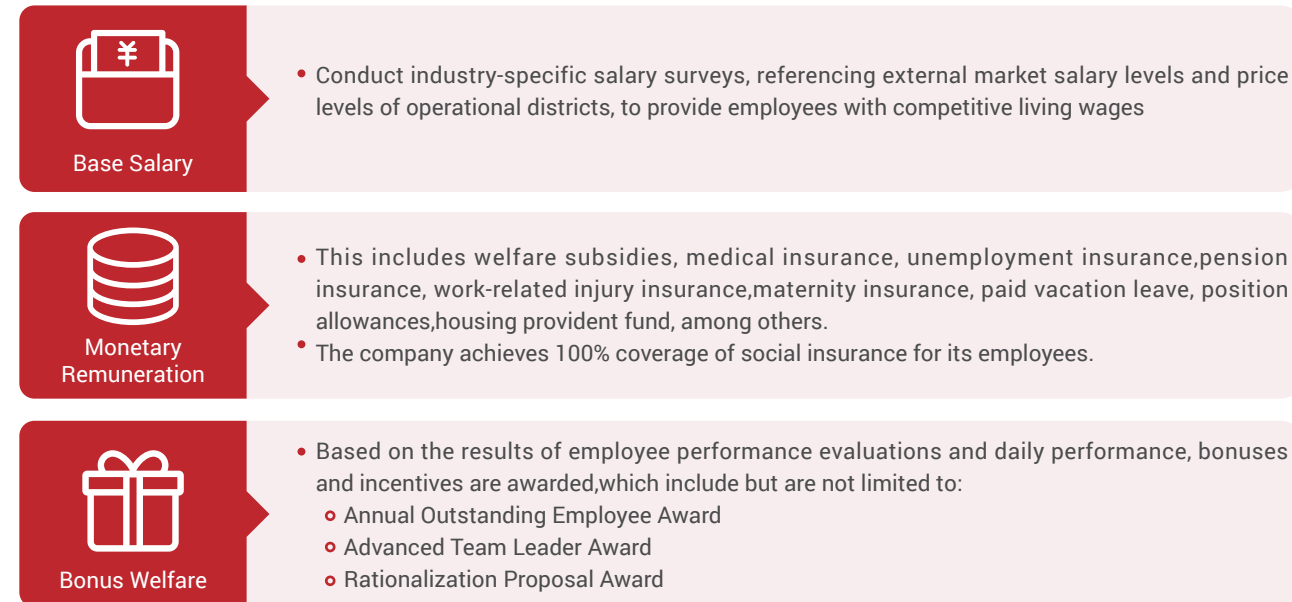 ¥
Base Salary
• Conduct industry-specific salary surveys, referencing external market salary levels and price
levels of operational districts, to provide employees with competitive living wages
Monetary
Remuneration
• This includes welfare subsidies, medical insurance, unemployment insurance,pension
insurance, work-related injury insurance,maternity insurance, paid vacation leave, position
allowances,housing provident fund, among others.
• The company achieves 100% coverage of social insurance for its employees.
Bonus Welfare
• Based on the results of employee performance evaluations and daily performance, bonuses
and incentives are awarded,which include but are not limited to:
Annual Outstanding Employee Award
Advanced Team Leader Award
Rationalization Proposal Award